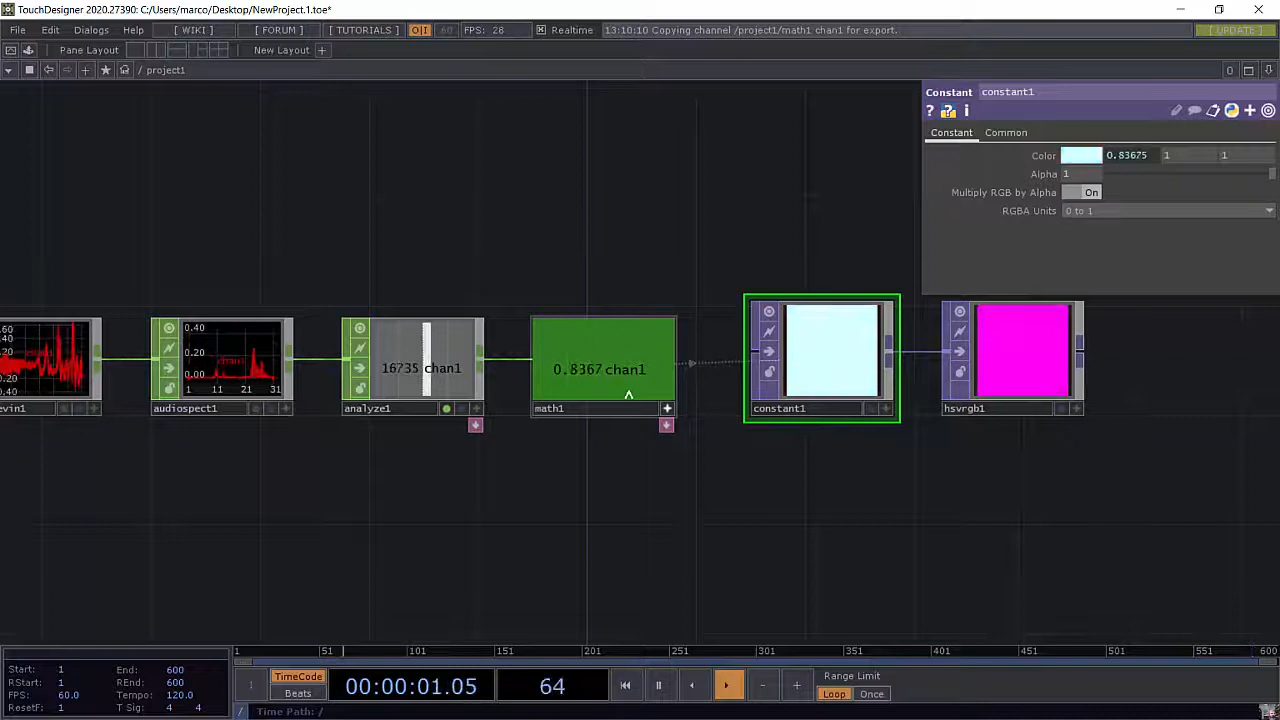 TouchDesigner 2020.27390: C:/Users/marco/Desktop/NewProject.1.toe*
File Edit Dialogs Help [ WIKI ] [ FORUM ] [ TUTORIALS ] O|I 60 FPS: 28 Realtime 13:10:10 Copying channel /project1/math1 chan1 for export. [ UPDATE ]
Pane Layout New Layout +
/ project1 0
Constant constant1
? ? i
Constant Common
Color 0.83675 1 1
Alpha 1
Multiply RGB by Alpha On
RGBA Units 0 to 1
0.40
0.20
chan1
0.00
1 11 21 31
16735 chan1
0.8367 chan1
evin1 audiospect1 analyze1 math1 constant1 hsvrgb1
1 51 101 151 201 251 301 351 401 451 501 551 600
Start: 1 End: 600
RStart: 1 REnd: 600
FPS: 60.0 Tempo: 120.0
ResetF: 1 T Sig: 4 4
TimeCode
Beats
00:00:01.05 64
Range Limit
Loop Once
/ Time Path: /